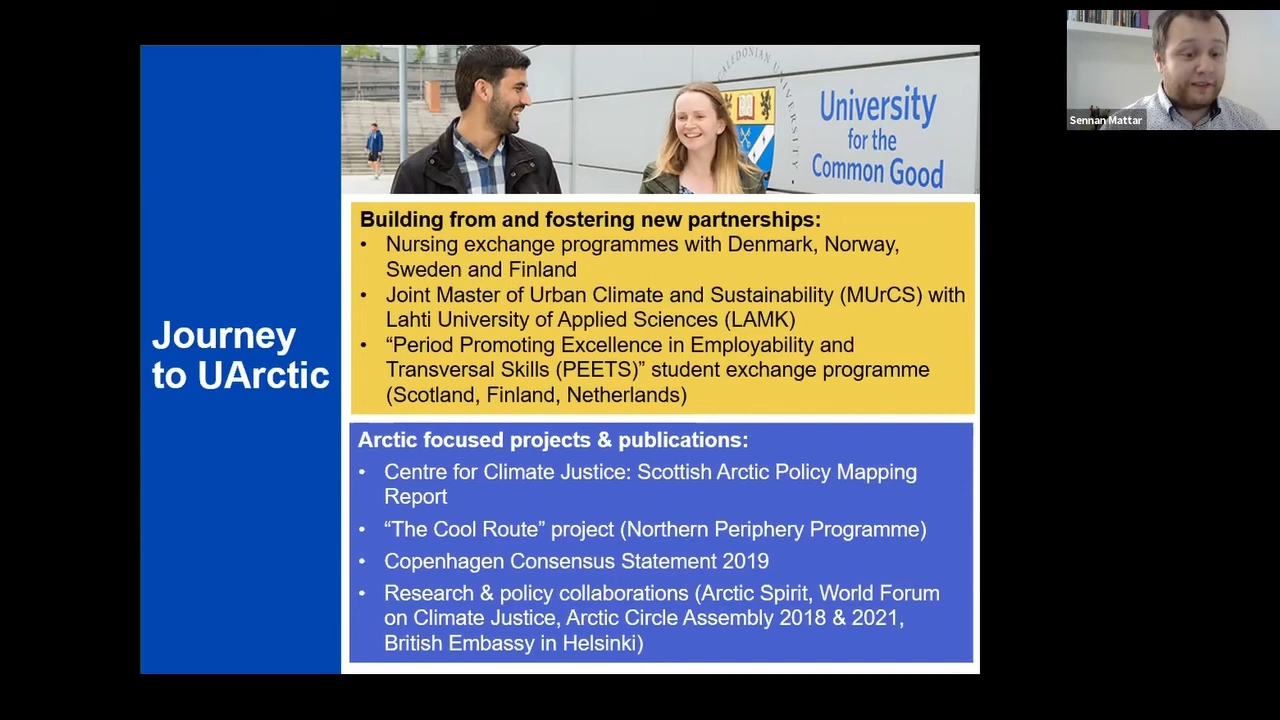 Sennan Mattar
CALEDONIAN UNIVERSITY
University
for the
Common Good
Journey
to UArctic
Building from and fostering new partnerships:
• Nursing exchange programmes with Denmark, Norway,
Sweden and Finland
• Joint Master of Urban Climate and Sustainability (MUrCS) with
Lahti University of Applied Sciences (LAMK)
• “Period Promoting Excellence in Employability and
Transversal Skills (PEETS)” student exchange programme
(Scotland, Finland, Netherlands)
Arctic focused projects & publications:
• Centre for Climate Justice: Scottish Arctic Policy Mapping
Report
• “The Cool Route” project (Northern Periphery Programme)
• Copenhagen Consensus Statement 2019
• Research & policy collaborations (Arctic Spirit, World Forum
on Climate Justice, Arctic Circle Assembly 2018 & 2021,
British Embassy in Helsinki)